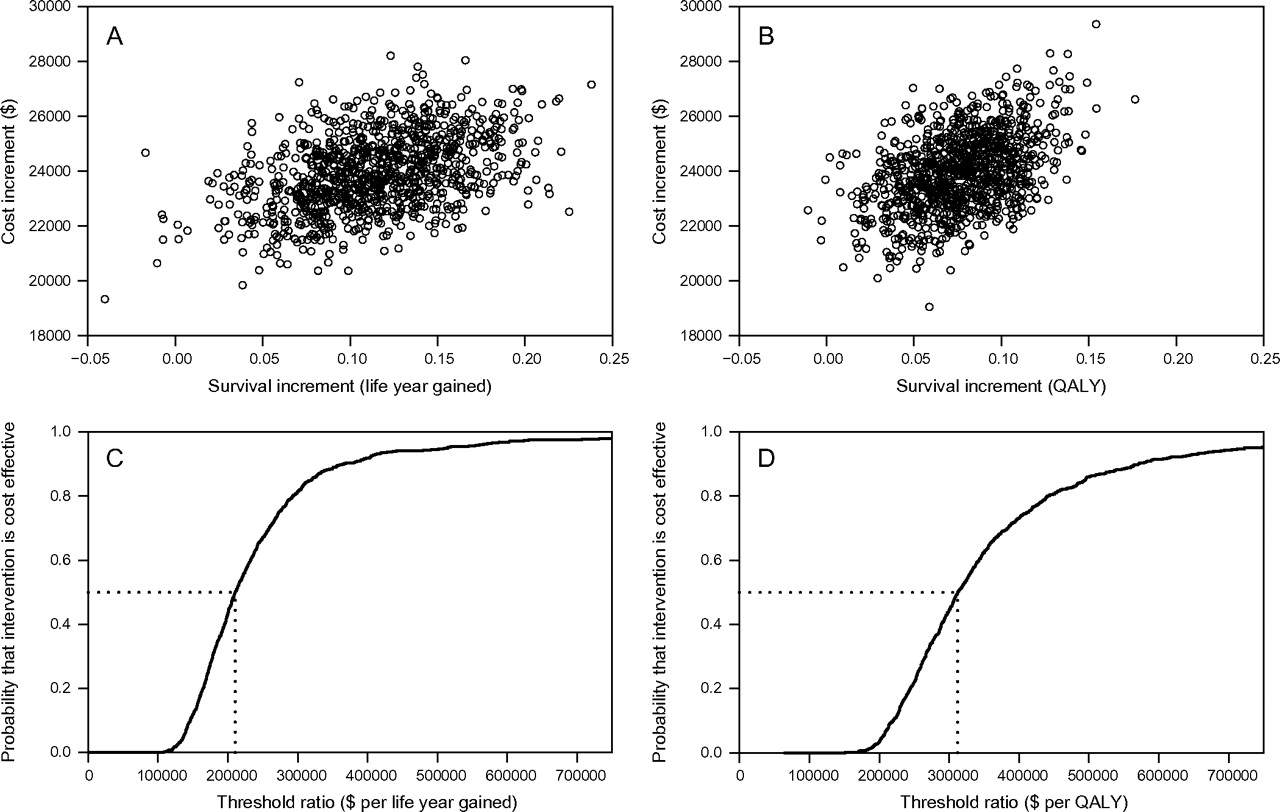 A
Cost increment ($)
30000
28000
26000
24000
22000
20000
18000
−0.05 0.00 0.05 0.10 0.15 0.20 0.25
Survival increment (life year gained)
B
Cost increment ($)
30000
28000
26000
24000
22000
20000
18000
−0.05 0.00 0.05 0.10 0.15 0.20 0.25
Survival increment (QALY)
C
Probability that intervention is cost effective
1.0
0.8
0.6
0.4
0.2
0.0
0 100000 200000 300000 400000 500000 600000 700000
Threshold ratio ($ per life year gained)
D
Probability that intervention is cost effective
1.0
0.8
0.6
0.4
0.2
0.0
0 100000 200000 300000 400000 500000 600000 700000
Threshold ratio ($ per QALY)